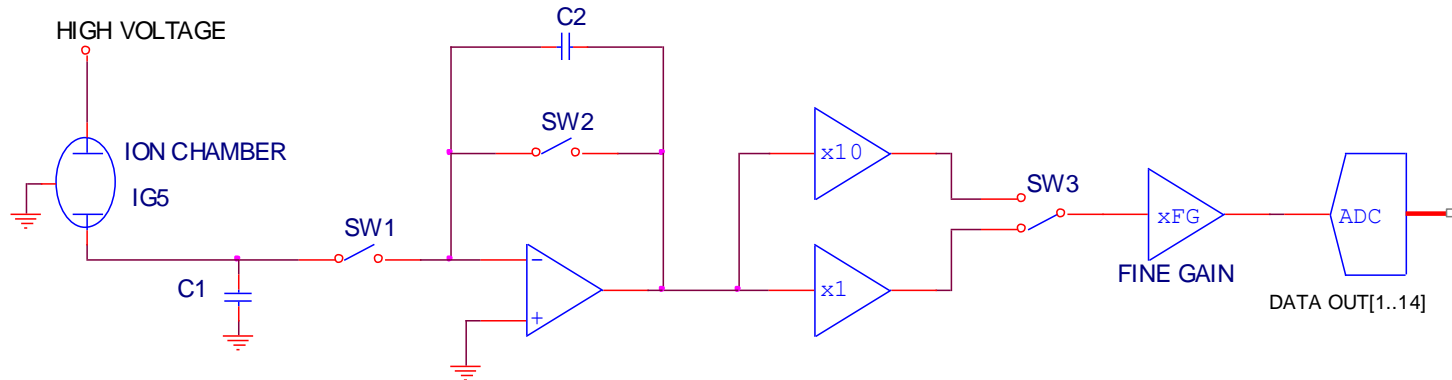 C2
HIGH VOLTAGE
SW2
ION CHAMBER
x10
SW3
IG5
xFG
ADC
SW1
FINE GAIN
C1
−
x1
+
DATA OUT[1..14]